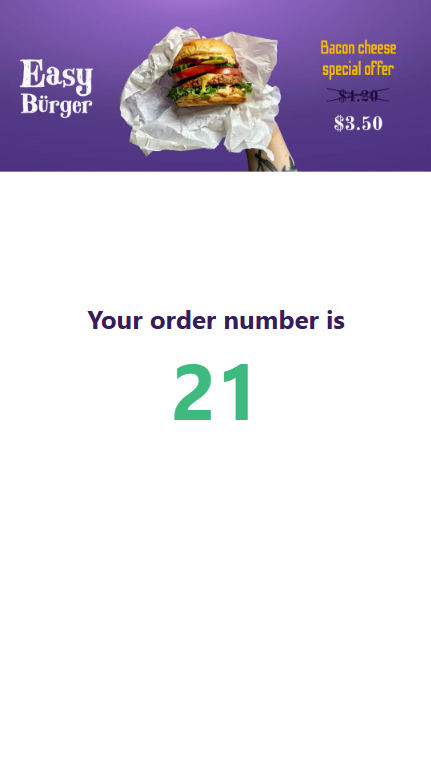 Easy
Bürger
Bacon cheese
special offer
$4.20
$3.50
Your order number is
21